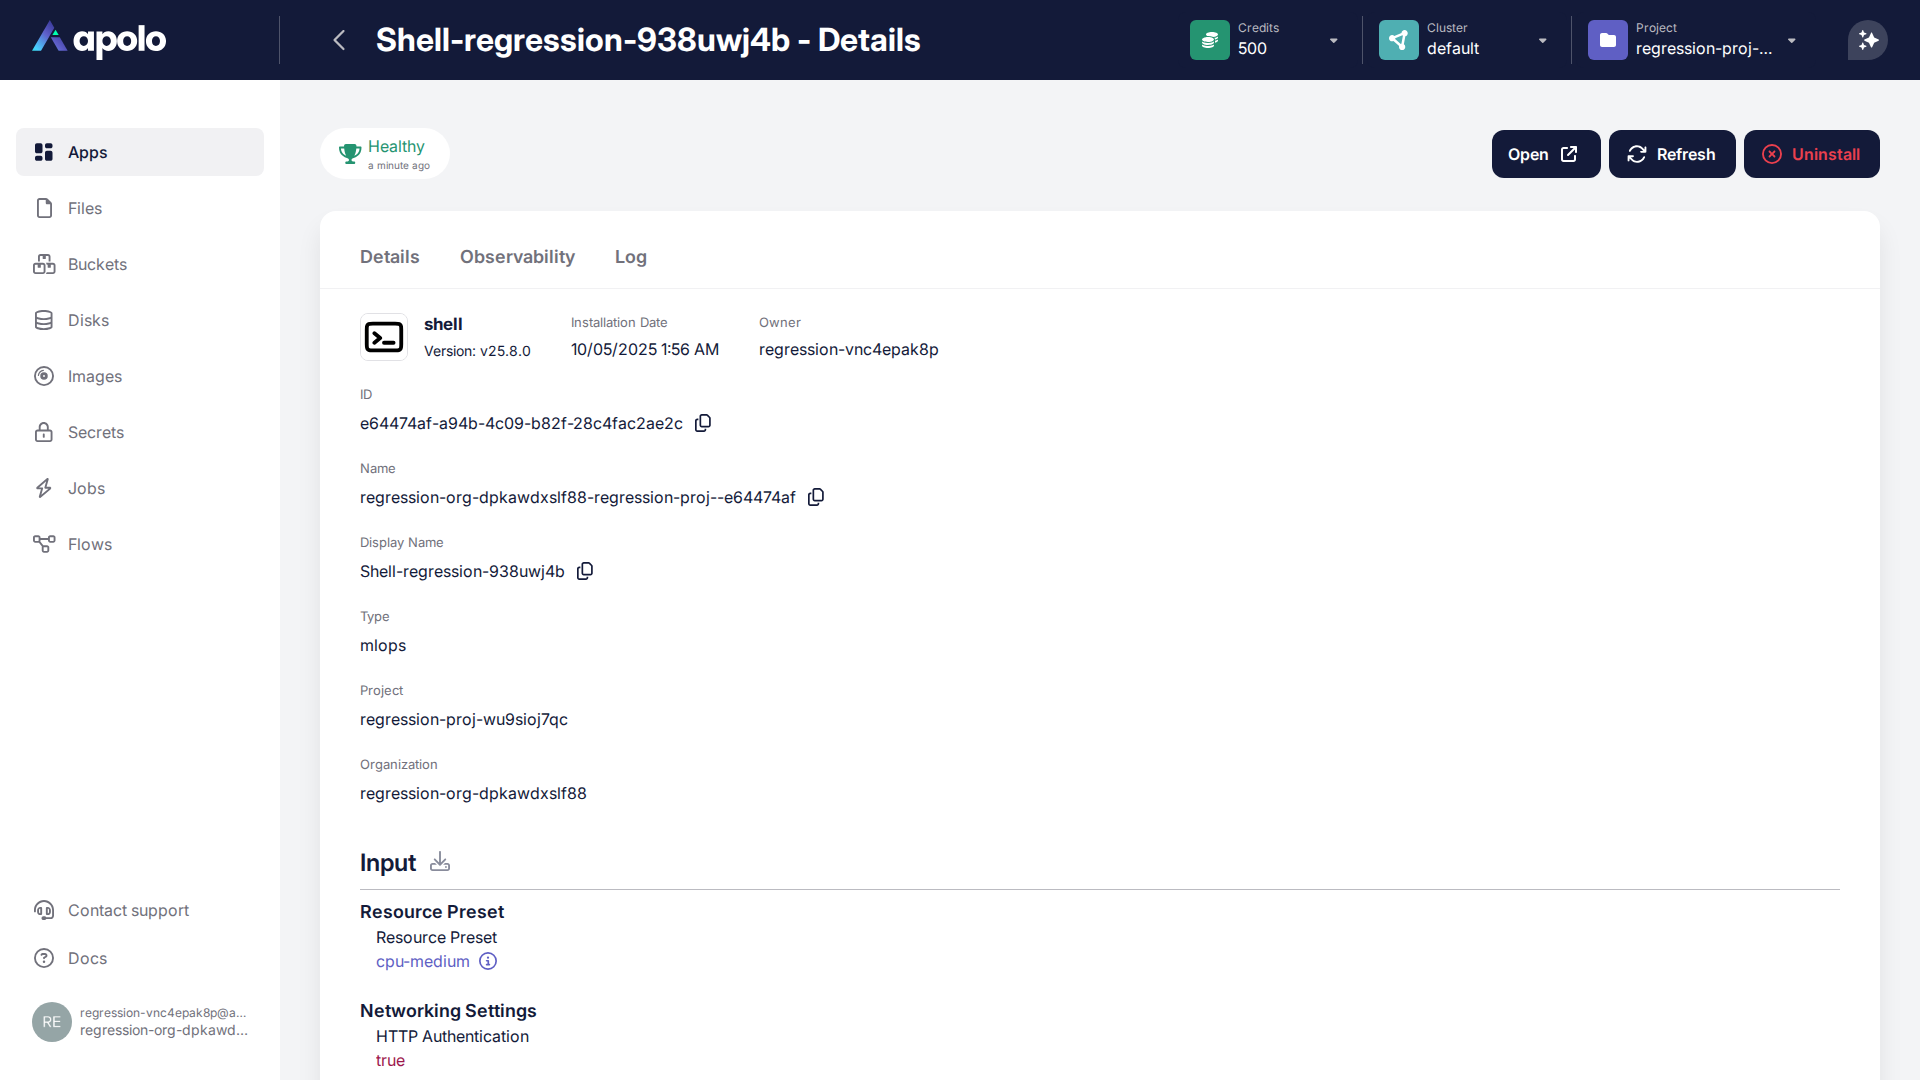 apolo
Shell-regression-938uwj4b - Details
Credits
500
Cluster
default
Project
regression-proj-...
Apps
Files
Buckets
Disks
Images
Secrets
Jobs
Flows
Contact support
Docs
RE
regression-vnc4epak8p@a...
regression-org-dpkawd...
Healthy
a minute ago
Open
Refresh
Uninstall
Details
Observability
Log
shell
Version: v25.8.0
Installation Date
10/05/2025 1:56 AM
Owner
regression-vnc4epak8p
ID
e64474af-a94b-4c09-b82f-28c4fac2ae2c
Name
regression-org-dpkawdxslf88-regression-proj--e64474af
Display Name
Shell-regression-938uwj4b
Type
mlops
Project
regression-proj-wu9sioj7qc
Organization
regression-org-dpkawdxslf88
Input
Resource Preset
Resource Preset
cpu-medium
Networking Settings
HTTP Authentication
true